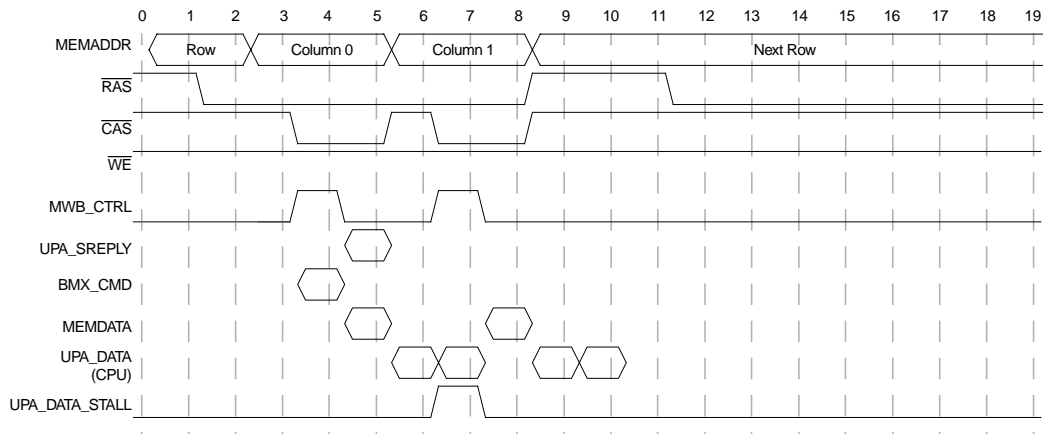 0 1 2 3 4 5 6 7 8 9 10 11 12 13 14 15 16 17 18 19
MEMADDR Row Column 0 Column 1 Next Row
RAS
CAS
WE
MWB_CTRL
UPA_SREPLY
BMX_CMD
MEMDATA
UPA_DATA
(CPU)
UPA_DATA_STALL